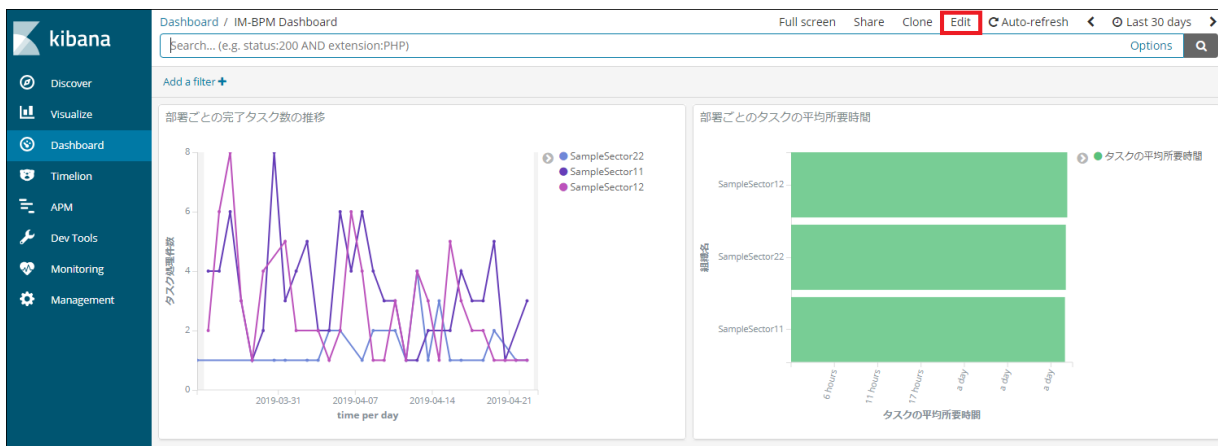 kibana
Discover
Visualize
Dashboard
Timelion
APM
Dev Tools
Monitoring
Management
Dashboard / IM-BPM Dashboard
Full screen Share Clone Edit Auto-refresh Last 30 days
Search... (e.g. status:200 AND extension:PHP)
Options
Add a filter
部署ごとの完了タスク数の推移
タスク処理件数
8
6
4
2
0
2019-03-31 2019-04-07 2019-04-14 2019-04-21
time per day
SampleSector22
SampleSector11
SampleSector12
部署ごとのタスクの平均所要時間
組織名
SampleSector12
SampleSector22
SampleSector11
6 hours 11 hours 17 hours a day a day a day
タスクの平均所要時間
タスクの平均所要時間